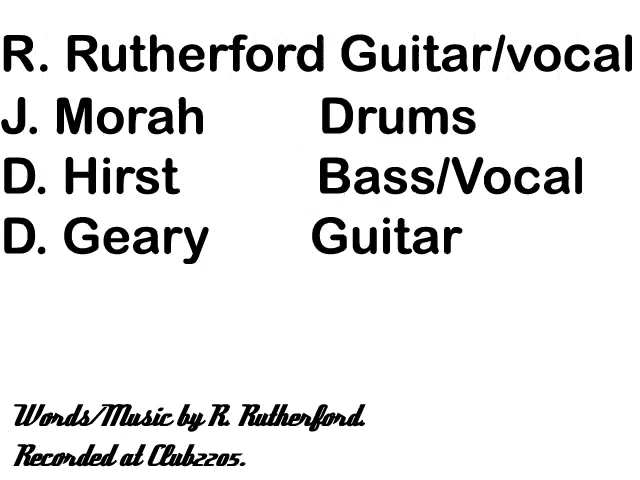 R. Rutherford Guitar/vocal
J. Morah Drums
D. Hirst Bass/Vocal
D. Geary Guitar
Words/Music by R. Rutherford.
Recorded at Club2205.